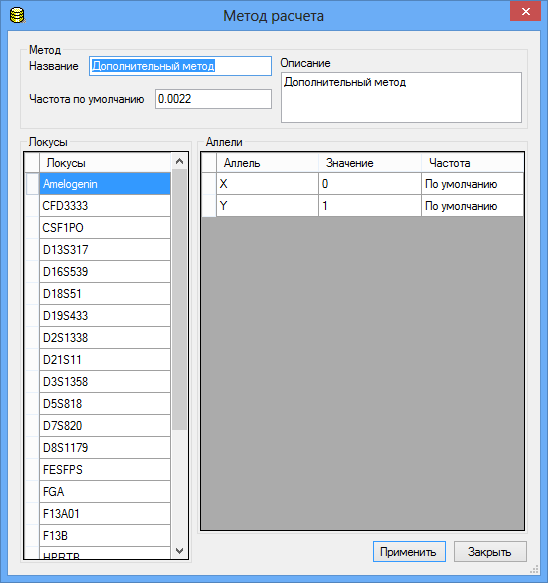 Метод расчета
Метод
Название
Дополнительный метод
Описание
Дополнительный метод
Частота по умолчанию
0.0022
Локусы
Локусы
Amelogenin
CFD3333
CSF1PO
D13S317
D16S539
D18S51
D19S433
D2S1338
D21S11
D3S1358
D5S818
D7S820
D8S1179
FESFPS
FGA
F13A01
F13B
HPRTB
Аллели
Аллель Значение Частота
X 0 По умолчанию
Y 1 По умолчанию
Применить
Закрыть